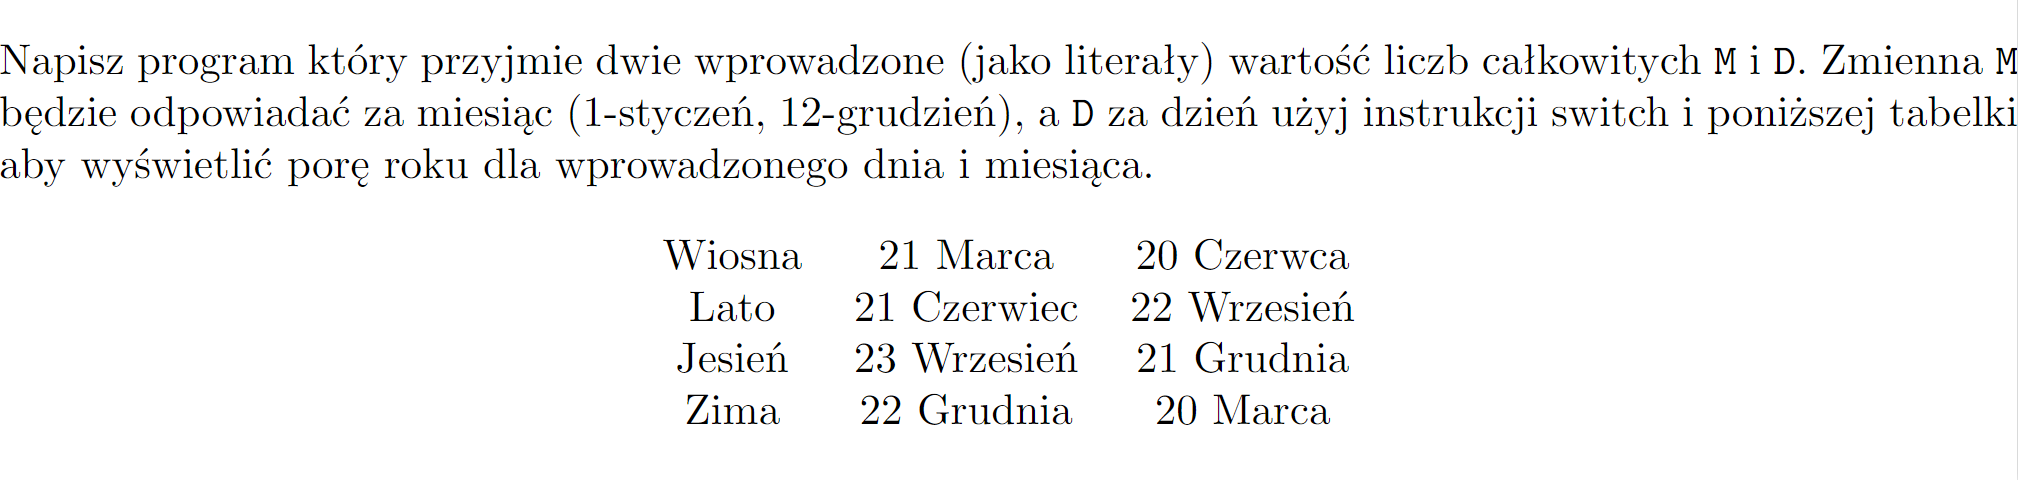 Napisz program który przyjmie dwie wprowadzone (jako literały) wartość liczb całkowitych M i D. Zmienna M
będzie odpowiadać za miesiąc (1-styczeń, 12-grudzień), a D za dzień użyj instrukcji switch i poniższej tabelki
aby wyświetlić porę roku dla wprowadzonego dnia i miesiąca.
Wiosna 21 Marca 20 Czerwca
Lato 21 Czerwiec 22 Wrzesień
Jesień 23 Wrzesień 21 Grudnia
Zima 22 Grudnia 20 Marca